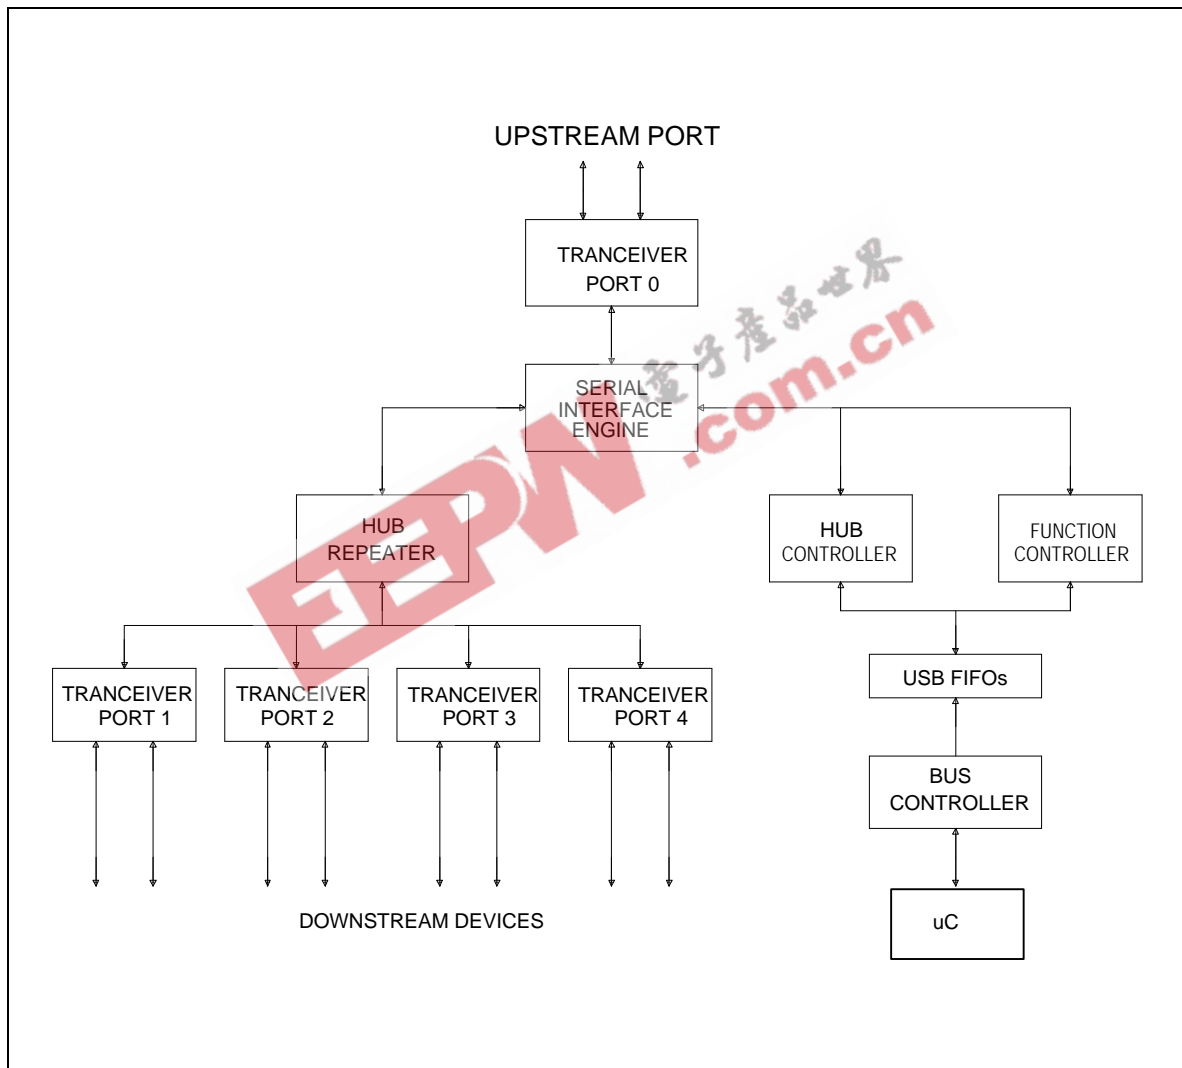 UPSTREAM PORT
TRANCEIVER
PORT 0
電子產品世界
.com.cn
SERIAL
INTERFACE
ENGINE
EEPW
HUB
REPEATER
HUB
CONTROLLER
FUNCTION
CONTROLLER
TRANCEIVER
PORT 1
TRANCEIVER
PORT 2
TRANCEIVER
PORT 3
TRANCEIVER
PORT 4
USB FIFOs
BUS
CONTROLLER
DOWNSTREAM DEVICES
uC